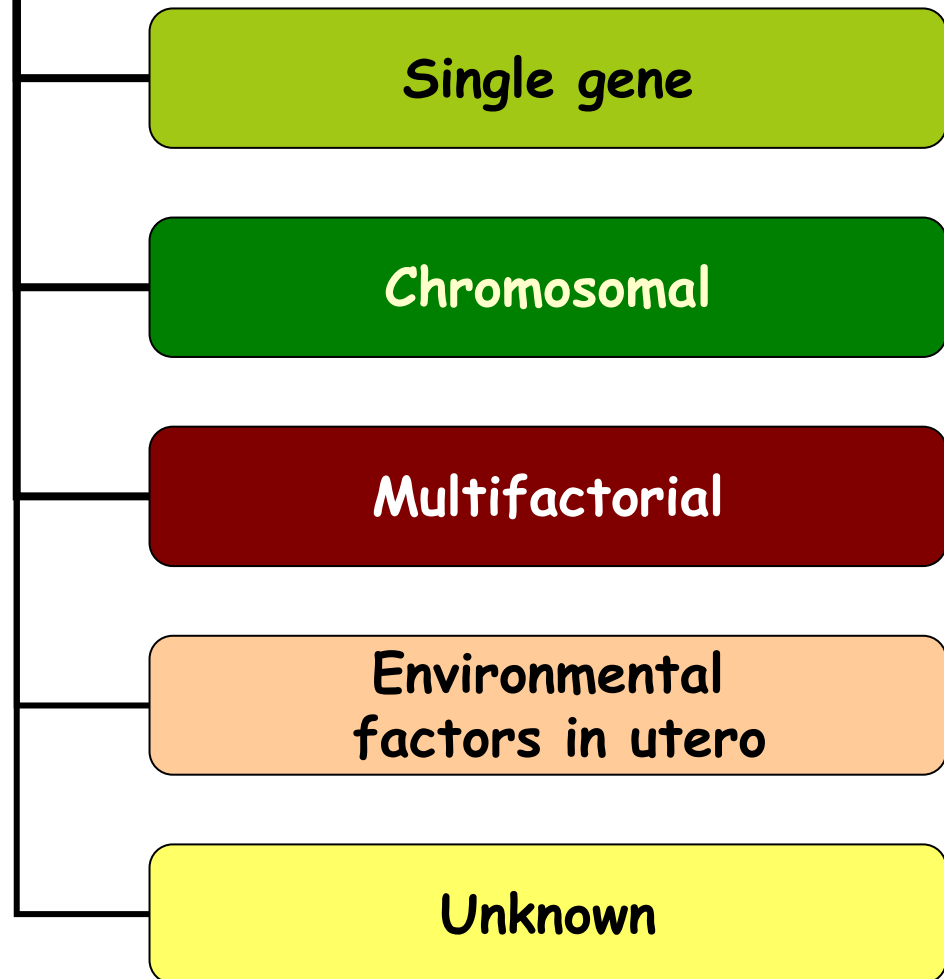 Single gene
Chromosomal
Multifactorial
Environmental
factors in utero
Unknown